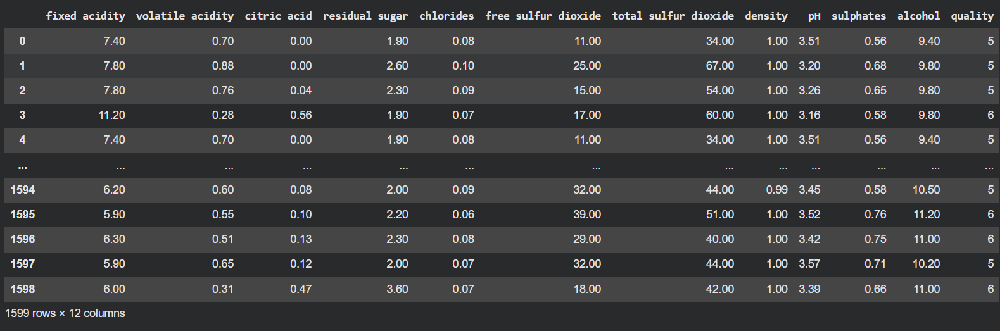 fixed acidity volatile acidity citric acid residual sugar chlorides free sulfur dioxide total sulfur dioxide density pH sulphates alcohol quality
0 7.40 0.70 0.00 1.90 0.08 11.00 34.00 1.00 3.51 0.56 9.40 5
1 7.80 0.88 0.00 2.60 0.10 25.00 67.00 1.00 3.20 0.68 9.80 5
2 7.80 0.76 0.04 2.30 0.09 15.00 54.00 1.00 3.26 0.65 9.80 5
3 11.20 0.28 0.56 1.90 0.07 17.00 60.00 1.00 3.16 0.58 9.80 6
4 7.40 0.70 0.00 1.90 0.08 11.00 34.00 1.00 3.51 0.56 9.40 5
... ... ... ... ... ... ... ... ... ... ... ... ...
1594 6.20 0.60 0.08 2.00 0.09 32.00 44.00 0.99 3.45 0.58 10.50 5
1595 5.90 0.55 0.10 2.20 0.06 39.00 51.00 1.00 3.52 0.76 11.20 6
1596 6.30 0.51 0.13 2.30 0.08 29.00 40.00 1.00 3.42 0.75 11.00 6
1597 5.90 0.65 0.12 2.00 0.07 32.00 44.00 1.00 3.57 0.71 10.20 5
1598 6.00 0.31 0.47 3.60 0.07 18.00 42.00 1.00 3.39 0.66 11.00 6
1599 rows × 12 columns